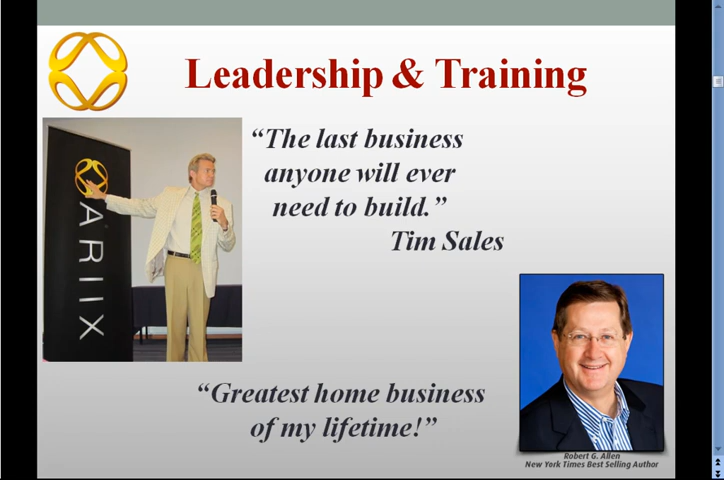 Leadership & Training
“The last business
anyone will ever
need to build.”
Tim Sales
ARIIX
“Greatest home business
of my lifetime!”
Robert G. Allen
New York Times Best Selling Author